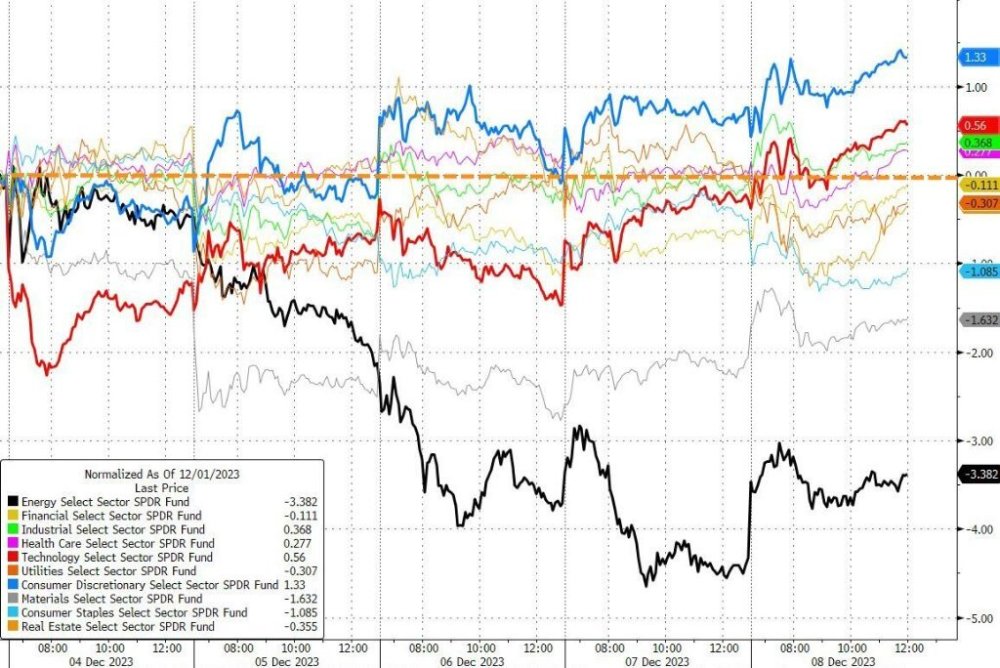 1.33
1.00
0.56
0.368
0.277
0.00
-0.111
-0.307
-1.00
-1.085
-1.632
-2.00
-3.00
-3.382
-4.00
-5.00
Normalized As Of 12/01/2023
Last Price
Energy Select Sector SPDR Fund -3.382
Financial Select Sector SPDR Fund -0.111
Industrial Select Sector SPDR Fund 0.368
Health Care Select Sector SPDR Fund 0.277
Technology Select Sector SPDR Fund 0.56
Utilities Select Sector SPDR Fund -0.307
Consumer Discretionary Select Sector SPDR Fund 1.33
Materials Select Sector SPDR Fund -1.632
Consumer Staples Select Sector SPDR Fund -1.085
Real Estate Select Sector SPDR Fund -0.355
08:00 10:00 12:00 08:00 10:00 12:00 08:00 10:00 12:00 08:00 10:00 12:00 08:00 10:00 12:00
04 Dec 2023 05 Dec 2023 06 Dec 2023 07 Dec 2023 08 Dec 2023